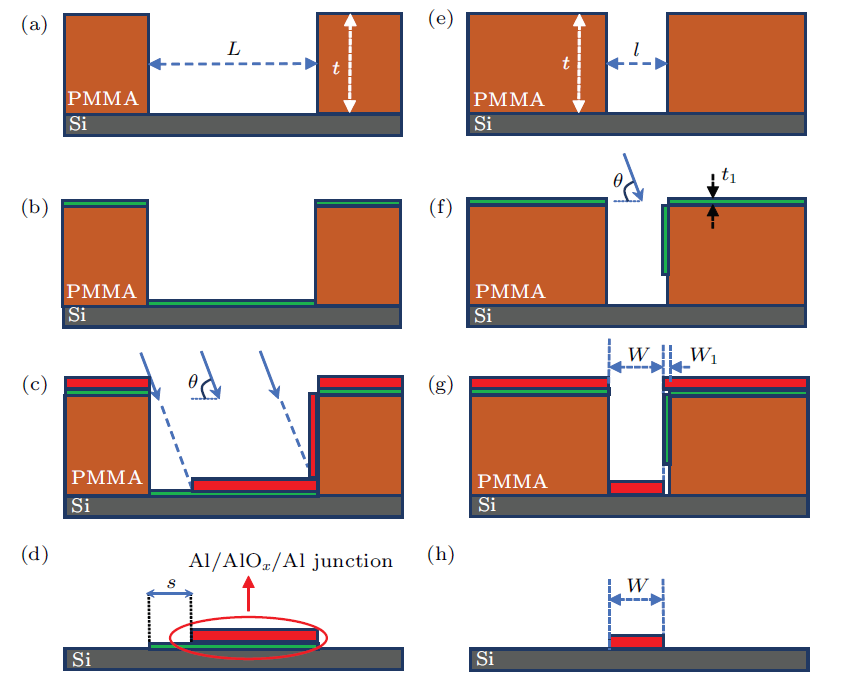 (a)
L
t
PMMA
Si
(e)
l
t
PMMA
Si
(b)
PMMA
Si
(f)
θ
t₁
PMMA
Si
(c)
θ
PMMA
Si
(g)
W
W₁
PMMA
Si
(d)
Al/AlOₓ/Al junction
s
Si
(h)
W
Si